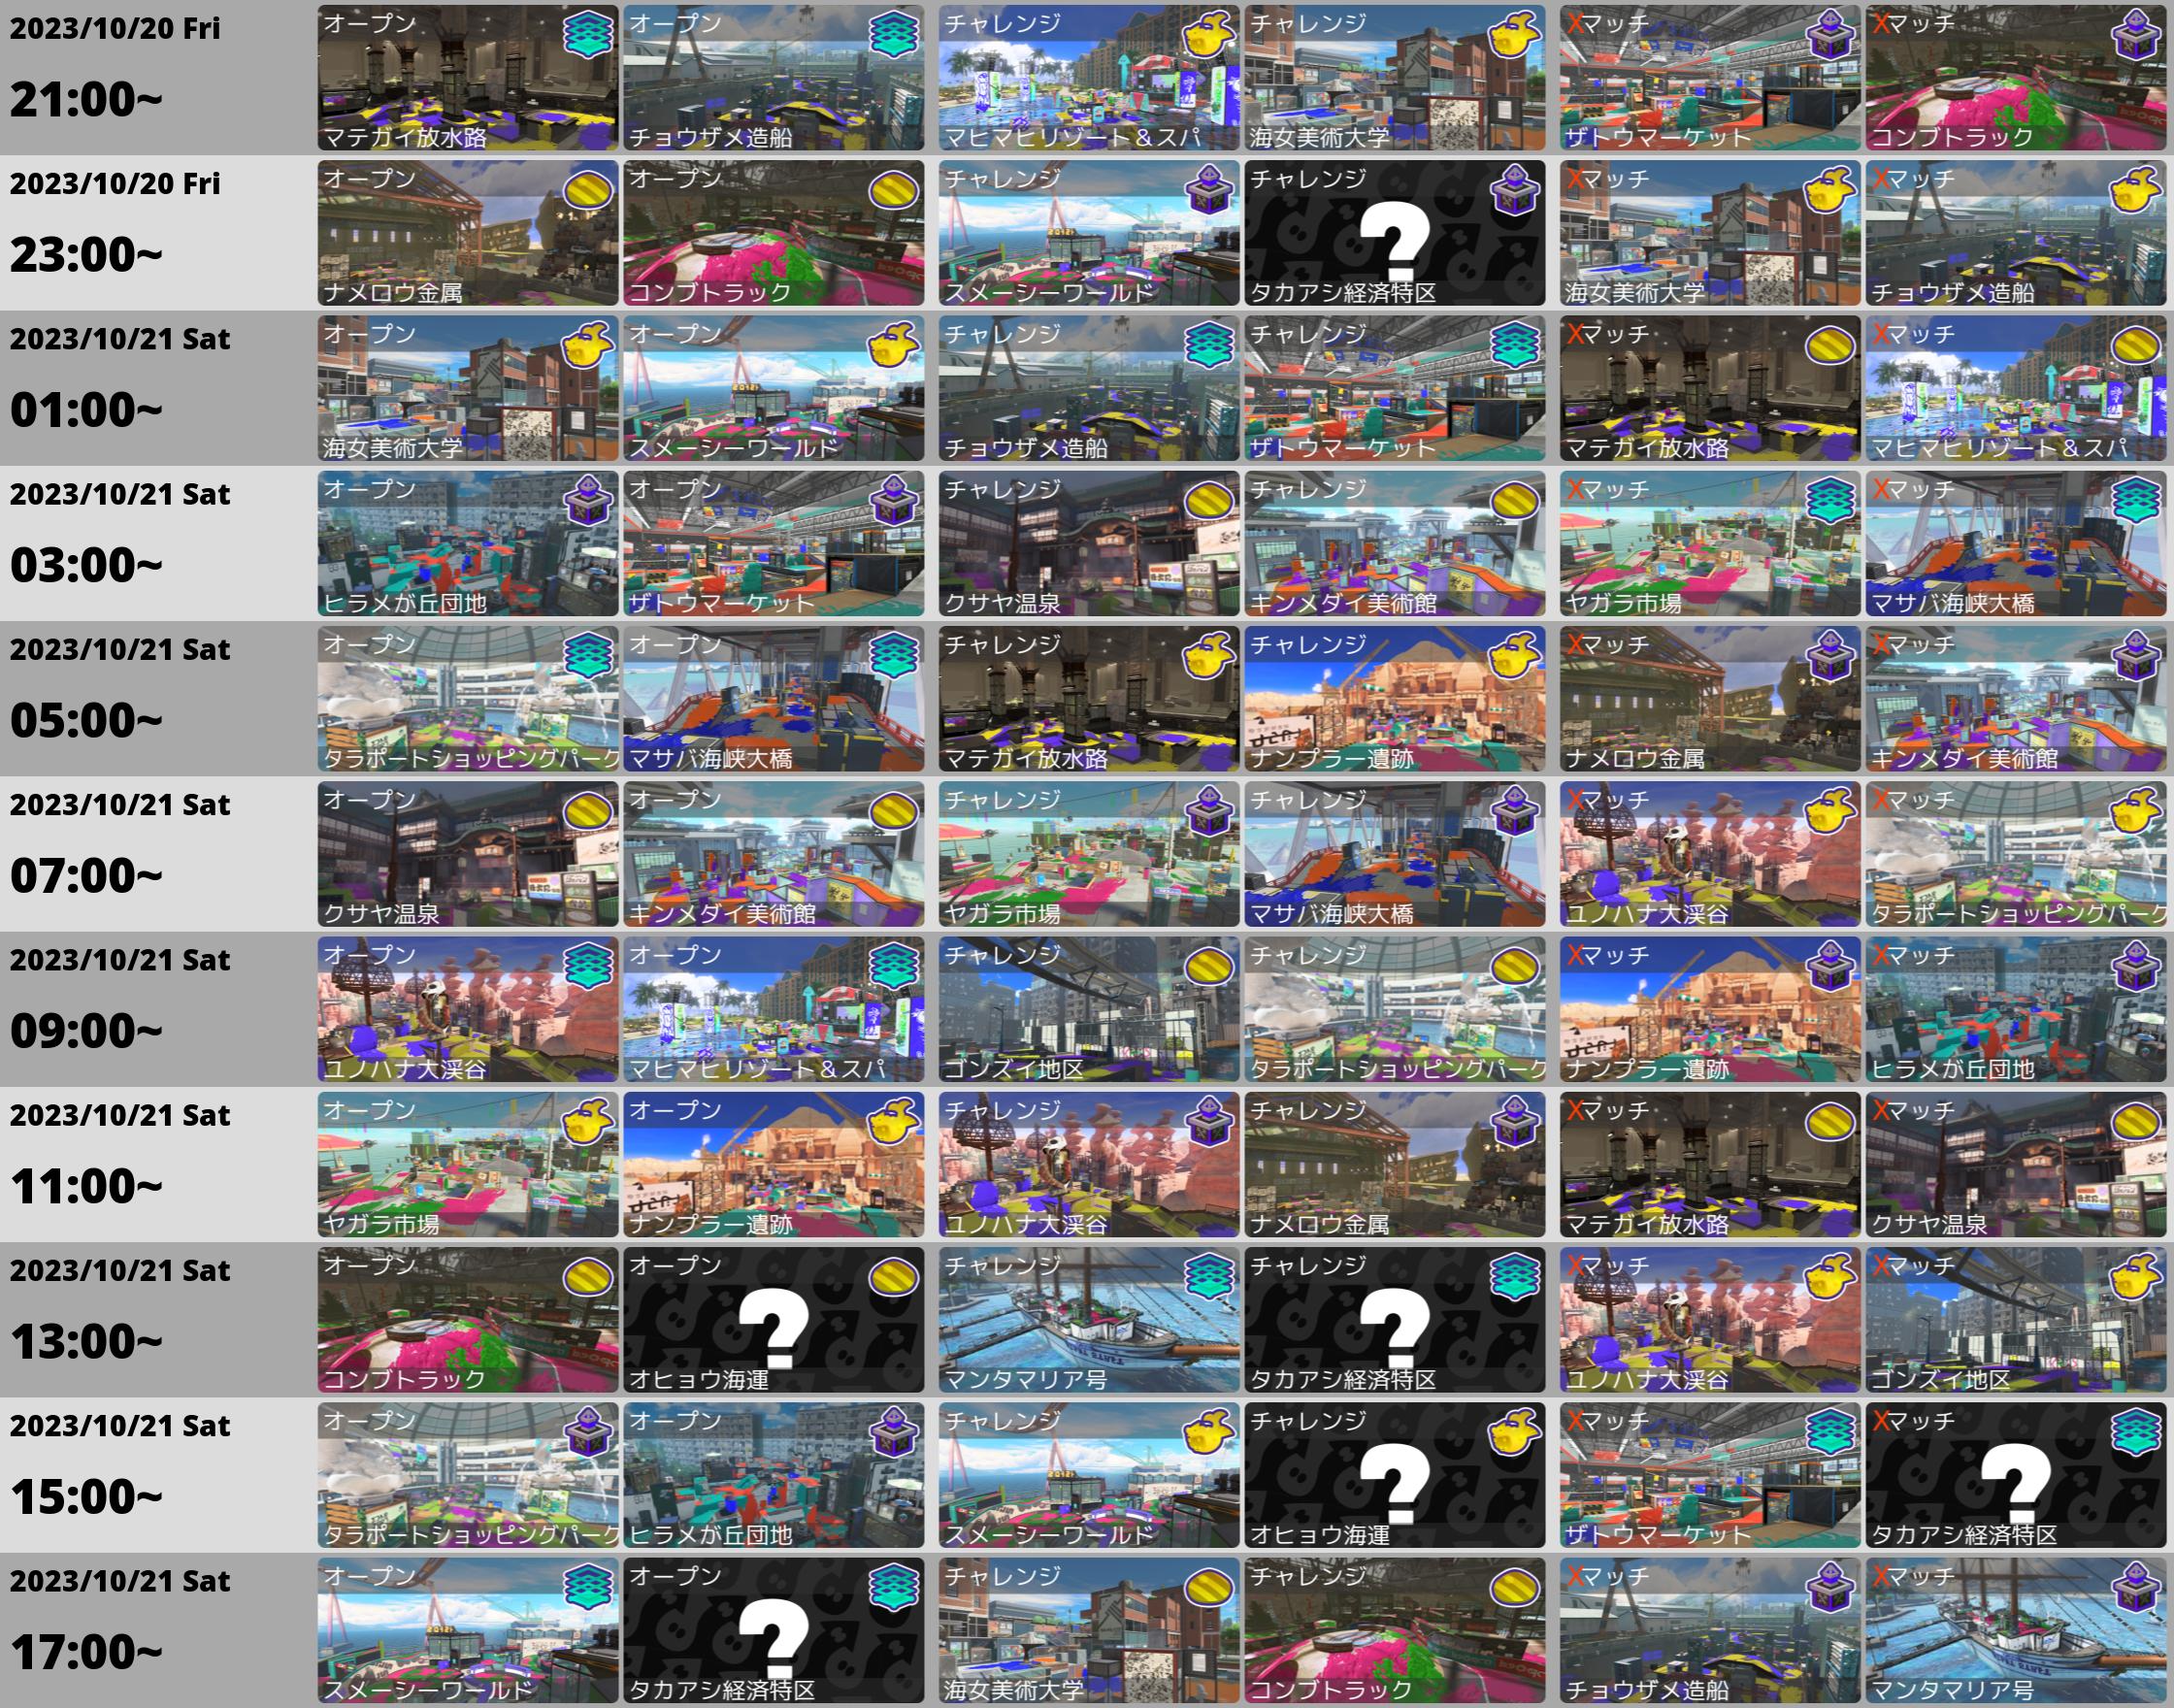 2023/10/20 Fri
21:00~
オープン
マテガイ放水路
オープン
チョウザメ造船
チャレンジ
マヒマヒリゾート＆スパ
チャレンジ
海女美術大学
Xマッチ
ザトウマーケット
Xマッチ
コンブトラック
2023/10/20 Fri
23:00~
オープン
ナメロウ金属
オープン
コンブトラック
チャレンジ
スメーシーワールド
チャレンジ
?
タカアシ経済特区
Xマッチ
海女美術大学
Xマッチ
チョウザメ造船
2023/10/21 Sat
01:00~
オープン
海女美術大学
オープン
スメーシーワールド
チャレンジ
チョウザメ造船
チャレンジ
ザトウマーケット
Xマッチ
マテガイ放水路
Xマッチ
マヒマヒリゾート＆スパ
2023/10/21 Sat
03:00~
オープン
ヒラメが丘団地
オープン
ザトウマーケット
チャレンジ
クサヤ温泉
チャレンジ
キンメダイ美術館
Xマッチ
ヤガラ市場
Xマッチ
マサバ海峡大橋
2023/10/21 Sat
05:00~
オープン
タラポートショッピングパーク
オープン
マサバ海峡大橋
チャレンジ
マテガイ放水路
チャレンジ
ナンプラー遺跡
Xマッチ
ナメロウ金属
Xマッチ
キンメダイ美術館
2023/10/21 Sat
07:00~
オープン
クサヤ温泉
オープン
キンメダイ美術館
チャレンジ
ヤガラ市場
チャレンジ
マサバ海峡大橋
Xマッチ
ユノハナ大渓谷
Xマッチ
タラポートショッピングパーク
2023/10/21 Sat
09:00~
オープン
ユノハナ大渓谷
オープン
マヒマヒリゾート＆スパ
チャレンジ
ゴンズイ地区
チャレンジ
タラポートショッピングパーク
Xマッチ
ナンプラー遺跡
Xマッチ
ヒラメが丘団地
2023/10/21 Sat
11:00~
オープン
ヤガラ市場
オープン
ナンプラー遺跡
チャレンジ
ユノハナ大渓谷
チャレンジ
ナメロウ金属
Xマッチ
マテガイ放水路
Xマッチ
クサヤ温泉
2023/10/21 Sat
13:00~
オープン
コンブトラック
オープン
?
オヒョウ海運
チャレンジ
マンタマリア号
チャレンジ
?
タカアシ経済特区
Xマッチ
ユノハナ大渓谷
Xマッチ
ゴンズイ地区
2023/10/21 Sat
15:00~
オープン
タラポートショッピングパーク
オープン
ヒラメが丘団地
チャレンジ
スメーシーワールド
チャレンジ
?
オヒョウ海運
Xマッチ
ザトウマーケット
Xマッチ
?
タカアシ経済特区
2023/10/21 Sat
17:00~
オープン
スメーシーワールド
オープン
?
タカアシ経済特区
チャレンジ
海女美術大学
チャレンジ
コンブトラック
Xマッチ
チョウザメ造船
Xマッチ
マンタマリア号